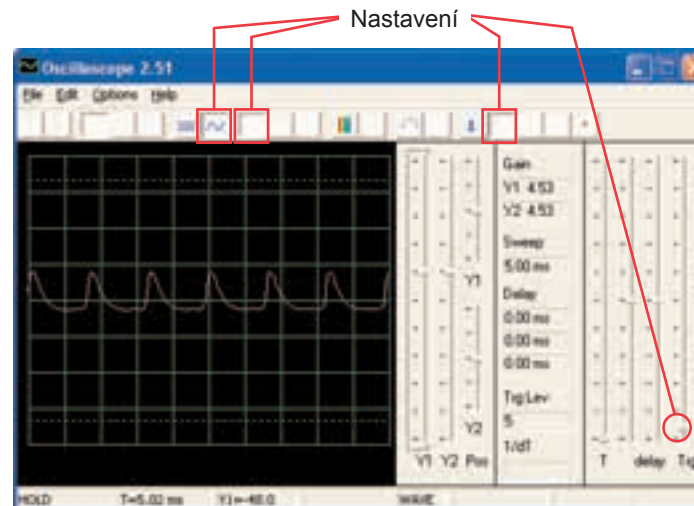 Nastavení
Oscilloscope 2.51
File Edit Options Help
Gain
Y1 4.53
Y2 4.53
Sweep
5.00 ms
Delay
0.00 ms
0.00 ms
0.00 ms
Trig Lev
5
1/dT
Y1
Y2
Y1 Y2 Pos
T delay Trig
HOLD T=5.02 ms Y1=-48.0 WAVE